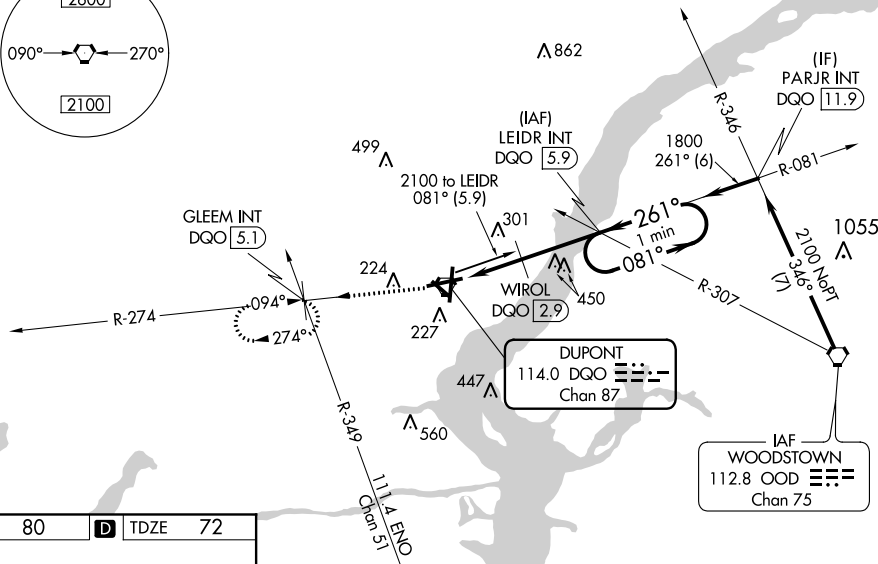 2600
090°
270°
2100
862
(IF)
PARJR INT
DQO 11.9
R-346
(IAF)
LEIDR INT
DQO 5.9
1800
261° (6)
R-081
499
2100 to LEIDR
081° (5.9)
GLEEM INT
DQO 5.1
301
261°
1 min
081°
2100 NoPT
346°
(7)
1055
224
WIROL
DQO 2.9
450
R-307
094°
274°
R-274
227
DUPONT
114.0 DQO
Chan 87
447
R-349
560
IAF
WOODSTOWN
112.8 OOD
Chan 75
111.4 ENO
Chan 51
80 D TDZE 72